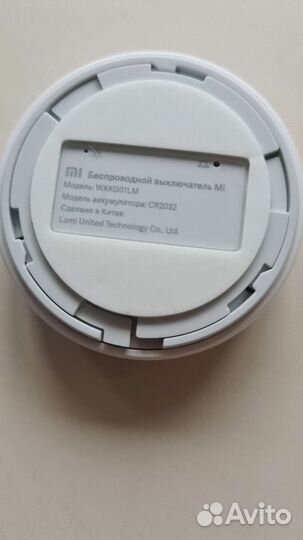 mi Беспроводной выключатель MI
Модель: WXKG01LM
Модель аккумулятора: CR2032
Сделано в Китае
Lumi United Technology Co., Ltd.
Avito